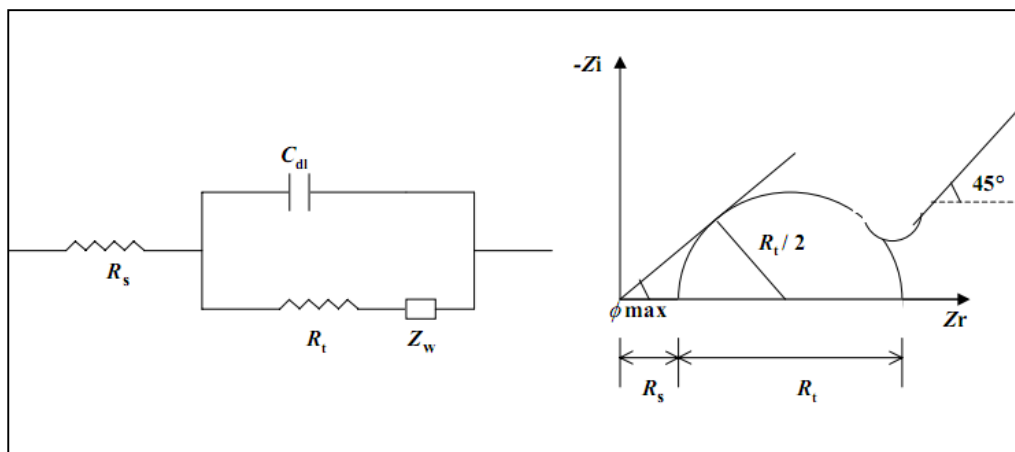 C_dl
R_s
R_t
Z_w
-Zi
45°
R_t / 2
ϕ max
Zr
R_s
R_t